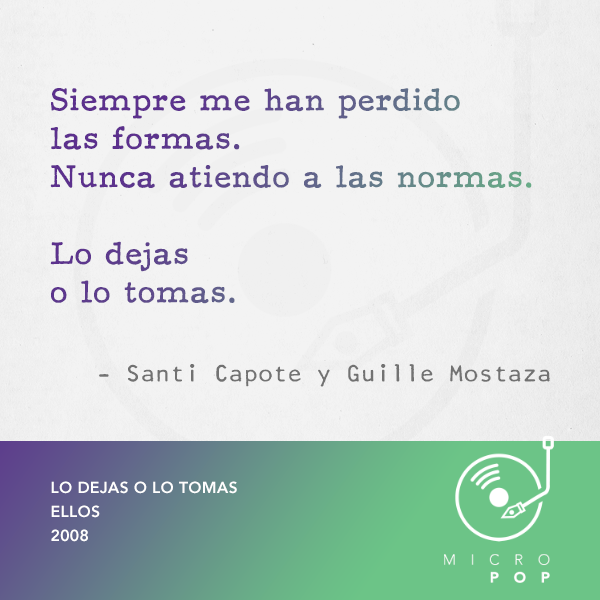 Siempre me han perdido
las formas.
Nunca atiendo a las normas.
Lo dejas
o lo tomas.
– Santi Capote y Guille Mostaza
LO DEJAS O LO TOMAS
ELLOS
2008
MICRO
POP